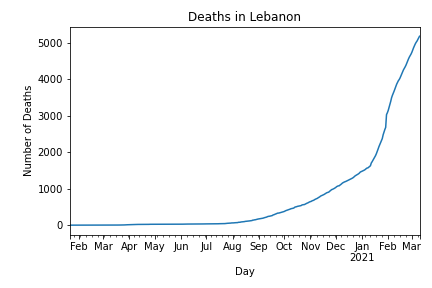 Deaths in Lebanon
Number of Deaths
5000
4000
3000
2000
1000
0
Feb Mar Apr May Jun Jul Aug Sep Oct Nov Dec Jan Feb Mar
2021
Day